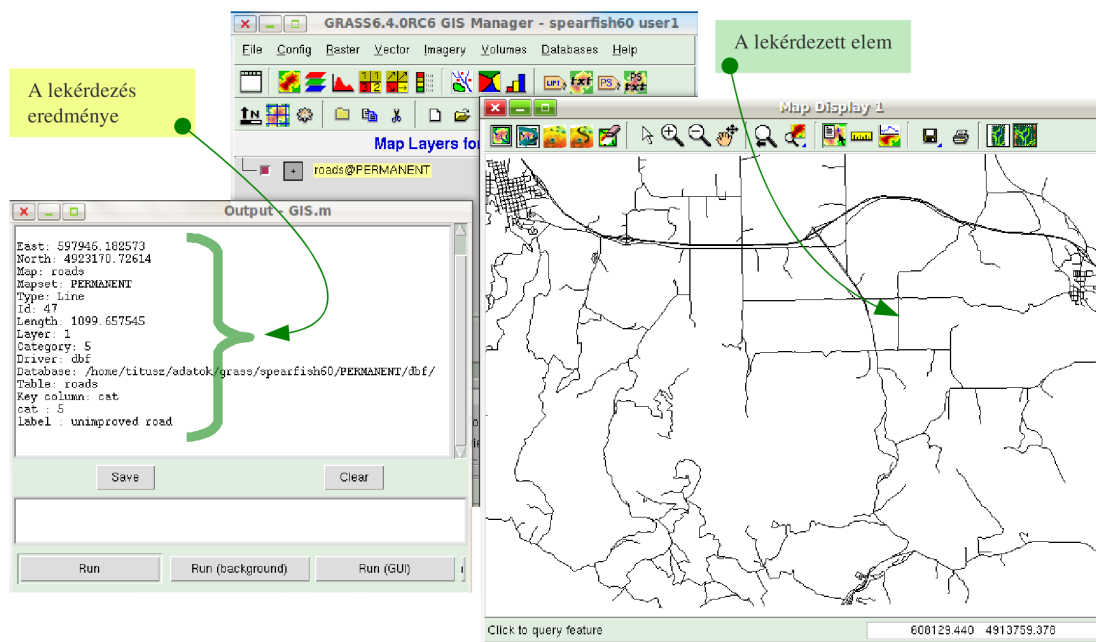 GRASS6.4.0RC6 GIS Manager - spearfish60 user1
File Config Raster Vector Imagery Volumes Databases Help
A lekérdezett elem
A lekérdezés
eredménye
Map Display 1
Map Layers for
roads@PERMANENT
Output - GIS.m
East: 597946.182573
North: 4923170.72614
Map: roads
Mapset: PERMANENT
Type: Line
Id: 47
Length: 1099.657545
Layer: 1
Category: 5
Driver: dbf
Database: /home/titusz/adatok/grass/spearfish60/PERMANENT/dbf/
Table: roads
Key column: cat
cat : 5
label : unimproved road
Save
Clear
Run
Run (background)
Run (GUI)
Click to query feature
608129.440 4913759.378